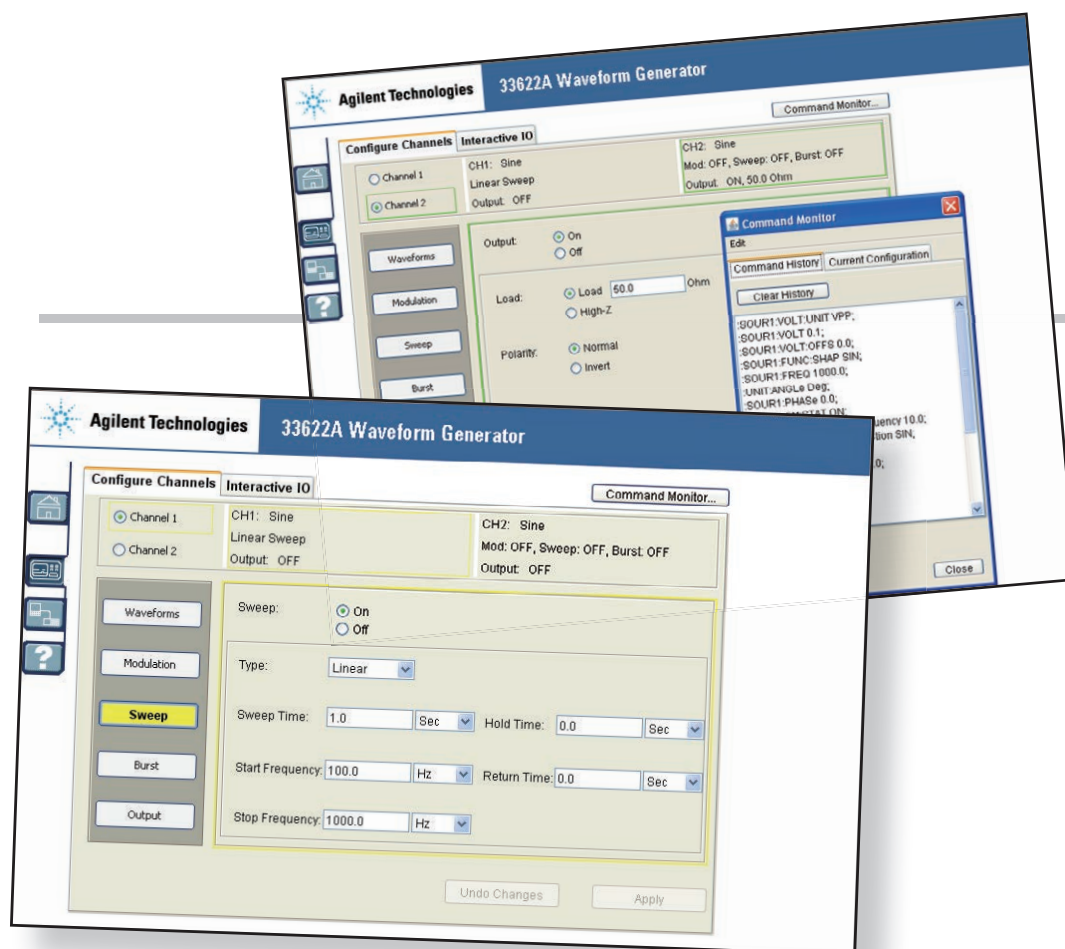 Agilent Technologies
33622A Waveform Generator
Command Monitor...
Configure Channels
Interactive IO
Channel 1
Channel 2
CH1: Sine
Linear Sweep
Output: OFF
CH2: Sine
Mod: OFF, Sweep: OFF, Burst: OFF
Output: ON, 50.0 Ohm
Waveforms
Modulation
Sweep
Burst
Output:
On
Off
Load:
Load 50.0 Ohm
High-Z
Polarity:
Normal
Invert
Command Monitor
Edit
Command History
Current Configuration
Clear History
:SOUR1:VOLT:UNIT VPP;
:SOUR1:VOLT 0.1;
:SOUR1:VOLT:OFFS 0.0;
:SOUR1:FUNC:SHAP SIN;
:SOUR1:FREQ 1000.0;
:UNIT:ANGLe Deg;
:SOUR1:PHASe 0.0;
STAT ON;
uency 10.0;
tion SIN;
.0;
Close
Agilent Technologies
33622A Waveform Generator
Configure Channels
Interactive IO
Command Monitor...
Channel 1
Channel 2
CH1: Sine
Linear Sweep
Output: OFF
CH2: Sine
Mod: OFF, Sweep: OFF, Burst: OFF
Output: OFF
?
Waveforms
Modulation
Sweep
Burst
Output
Sweep:
On
Off
Type: Linear
Sweep Time: 1.0 Sec
Hold Time: 0.0 Sec
Start Frequency: 100.0 Hz
Return Time: 0.0 Sec
Stop Frequency: 1000.0 Hz
Undo Changes
Apply